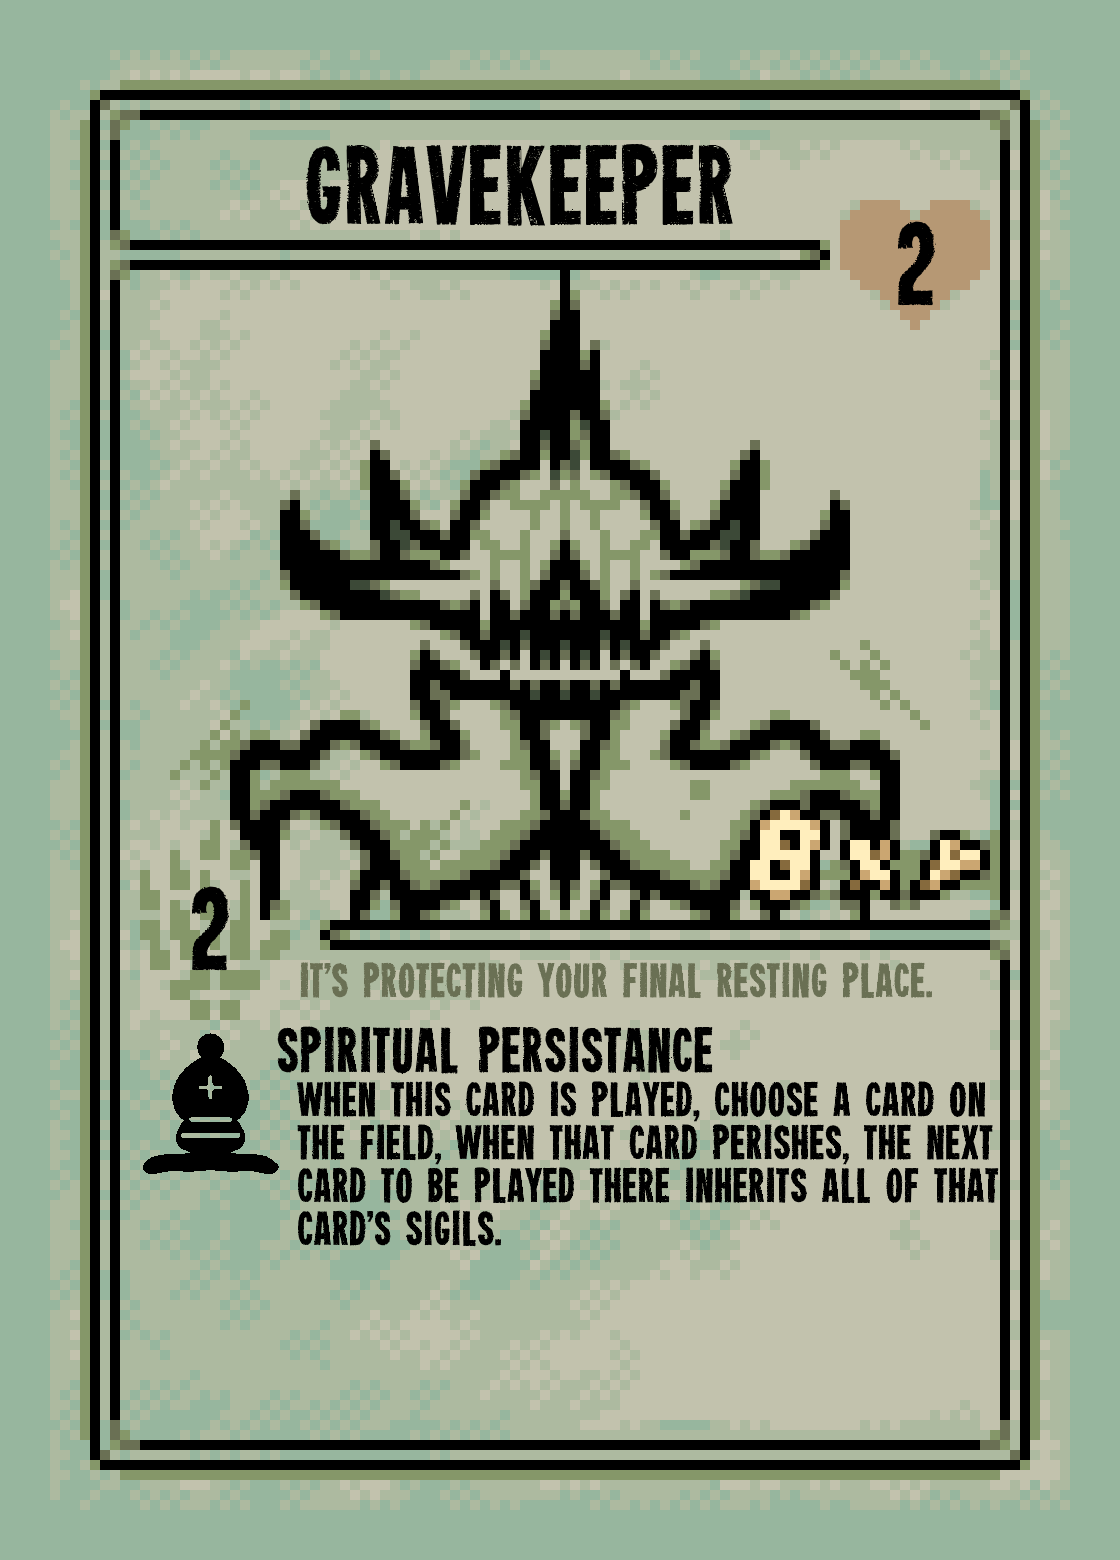 GRAVEKEEPER
2
8 x
2
IT'S PROTECTING YOUR FINAL RESTING PLACE.
SPIRITUAL PERSISTANCE
WHEN THIS CARD IS PLAYED, CHOOSE A CARD ON
THE FIELD, WHEN THAT CARD PERISHES, THE NEXT
CARD TO BE PLAYED THERE INHERITS ALL OF THAT
CARD'S SIGILS.